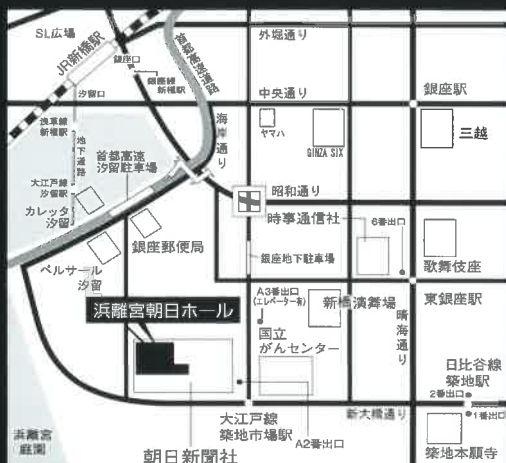 SL広場
JR新橋駅
銀座口
銀座線
新橋駅
汐留口
首都高速道路
外堀通り
中央通り
銀座駅
浅草線
新橋駅
地下道路
海岸通り
ヤマハ
GINZA SIX
三越
首都高速
汐留駐車場
大江戸線
汐留駅
カレッタ
汐留
昭和通り
時事通信社
6番出口
銀座郵便局
銀座地下駐車場
歌舞伎座
ベルサール
汐留
A3番出口
(エレベーター有)
新橋演舞場
晴海通り
東銀座駅
浜離宮朝日ホール
国立
がんセンター
日比谷線
築地駅
2番出口
1番出口
大江戸線
築地市場駅
新大橋通り
浜離宮
庭園
朝日新聞社
A2番出口
築地本願寺